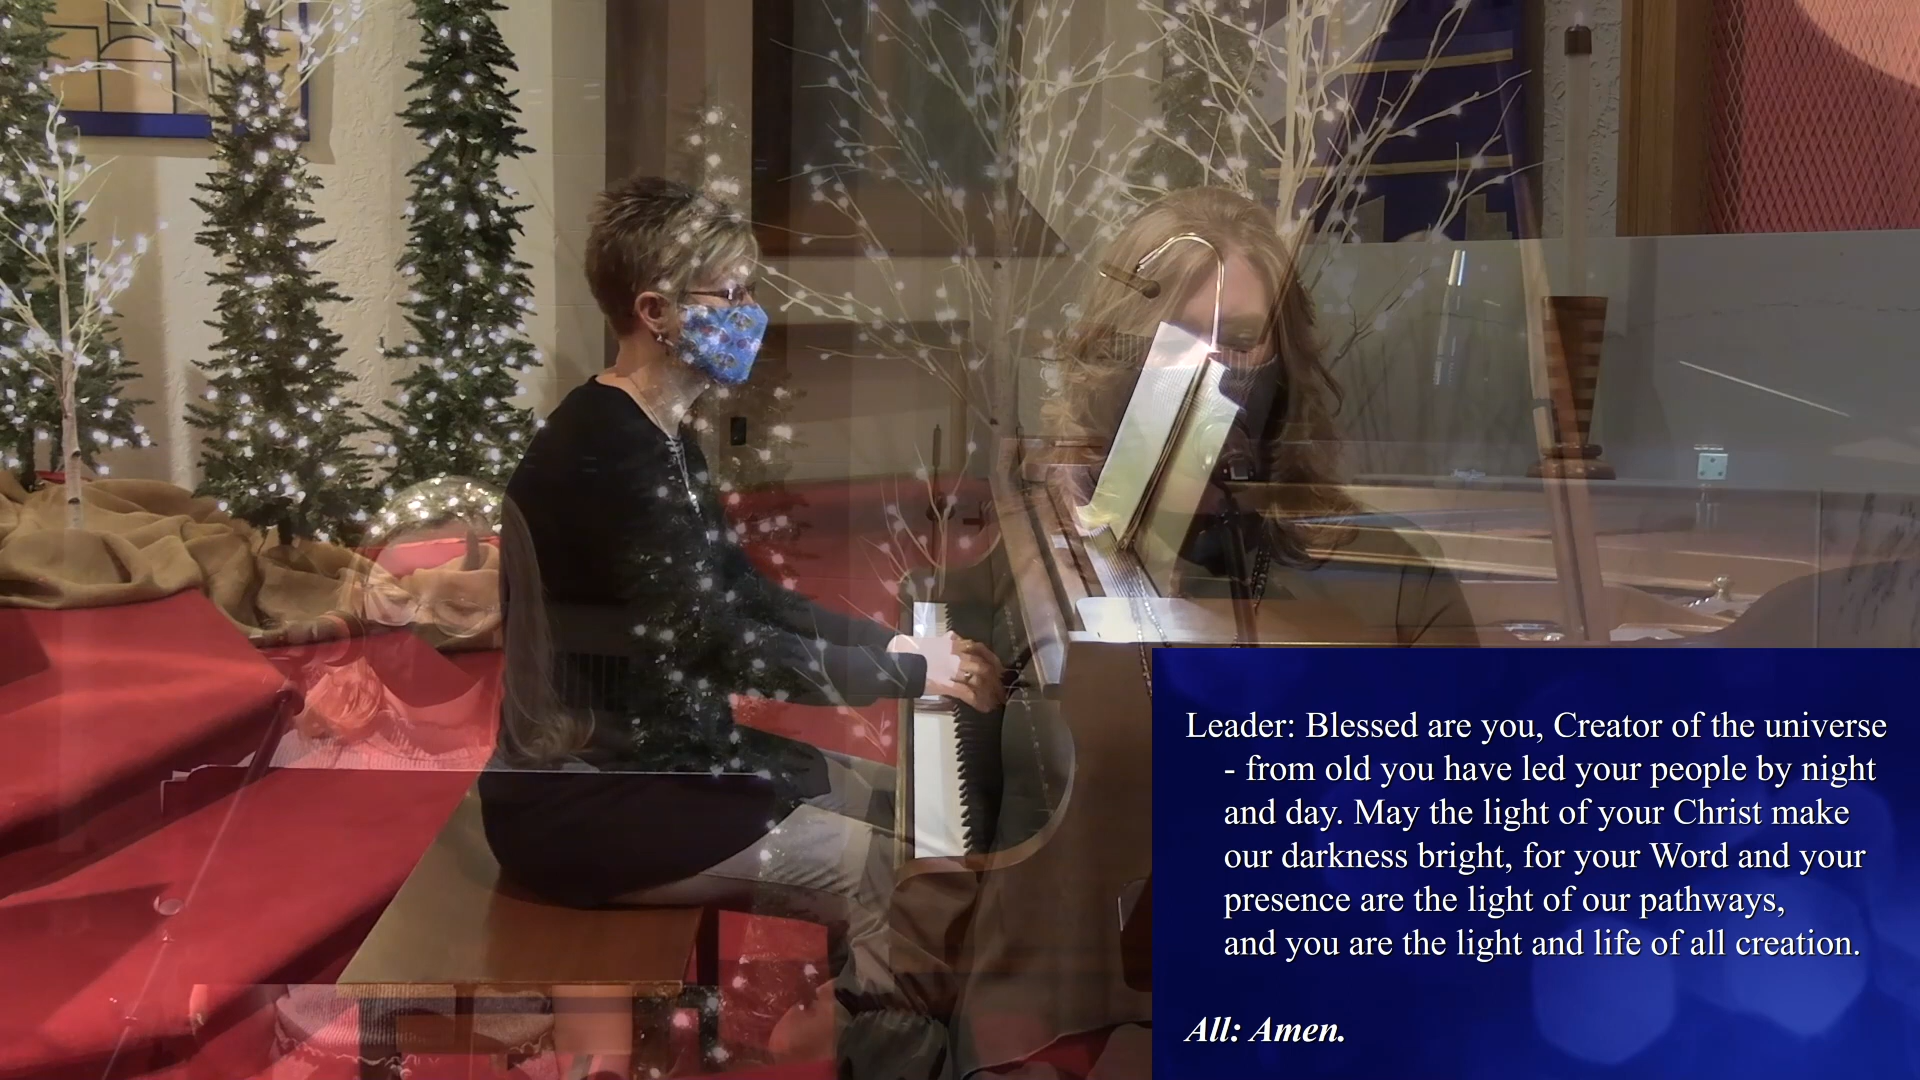 Leader: Blessed are you, Creator of the universe
- from old you have led your people by night
and day. May the light of your Christ make
our darkness bright, for your Word and your
presence are the light of our pathways,
and you are the light and life of all creation.
All: Amen.